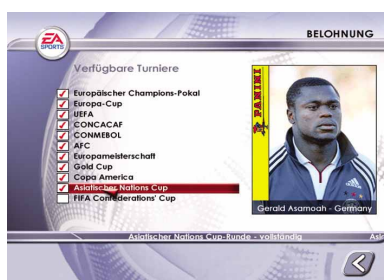 EA
SPORTS
BELOHNUNG
Verfügbare Turniere
Europäischer Champions-Pokal
Europa-Cup
UEFA
CONCACAF
CONMEBOL
AFC
Europameisterschaft
Gold Cup
Copa America
Asiatischer Nations Cup
FIFA Confederations' Cup
PANINI
Gerald Asamoah - Germany
Asiatischer Nations Cup-Runde - vollständig
Asi